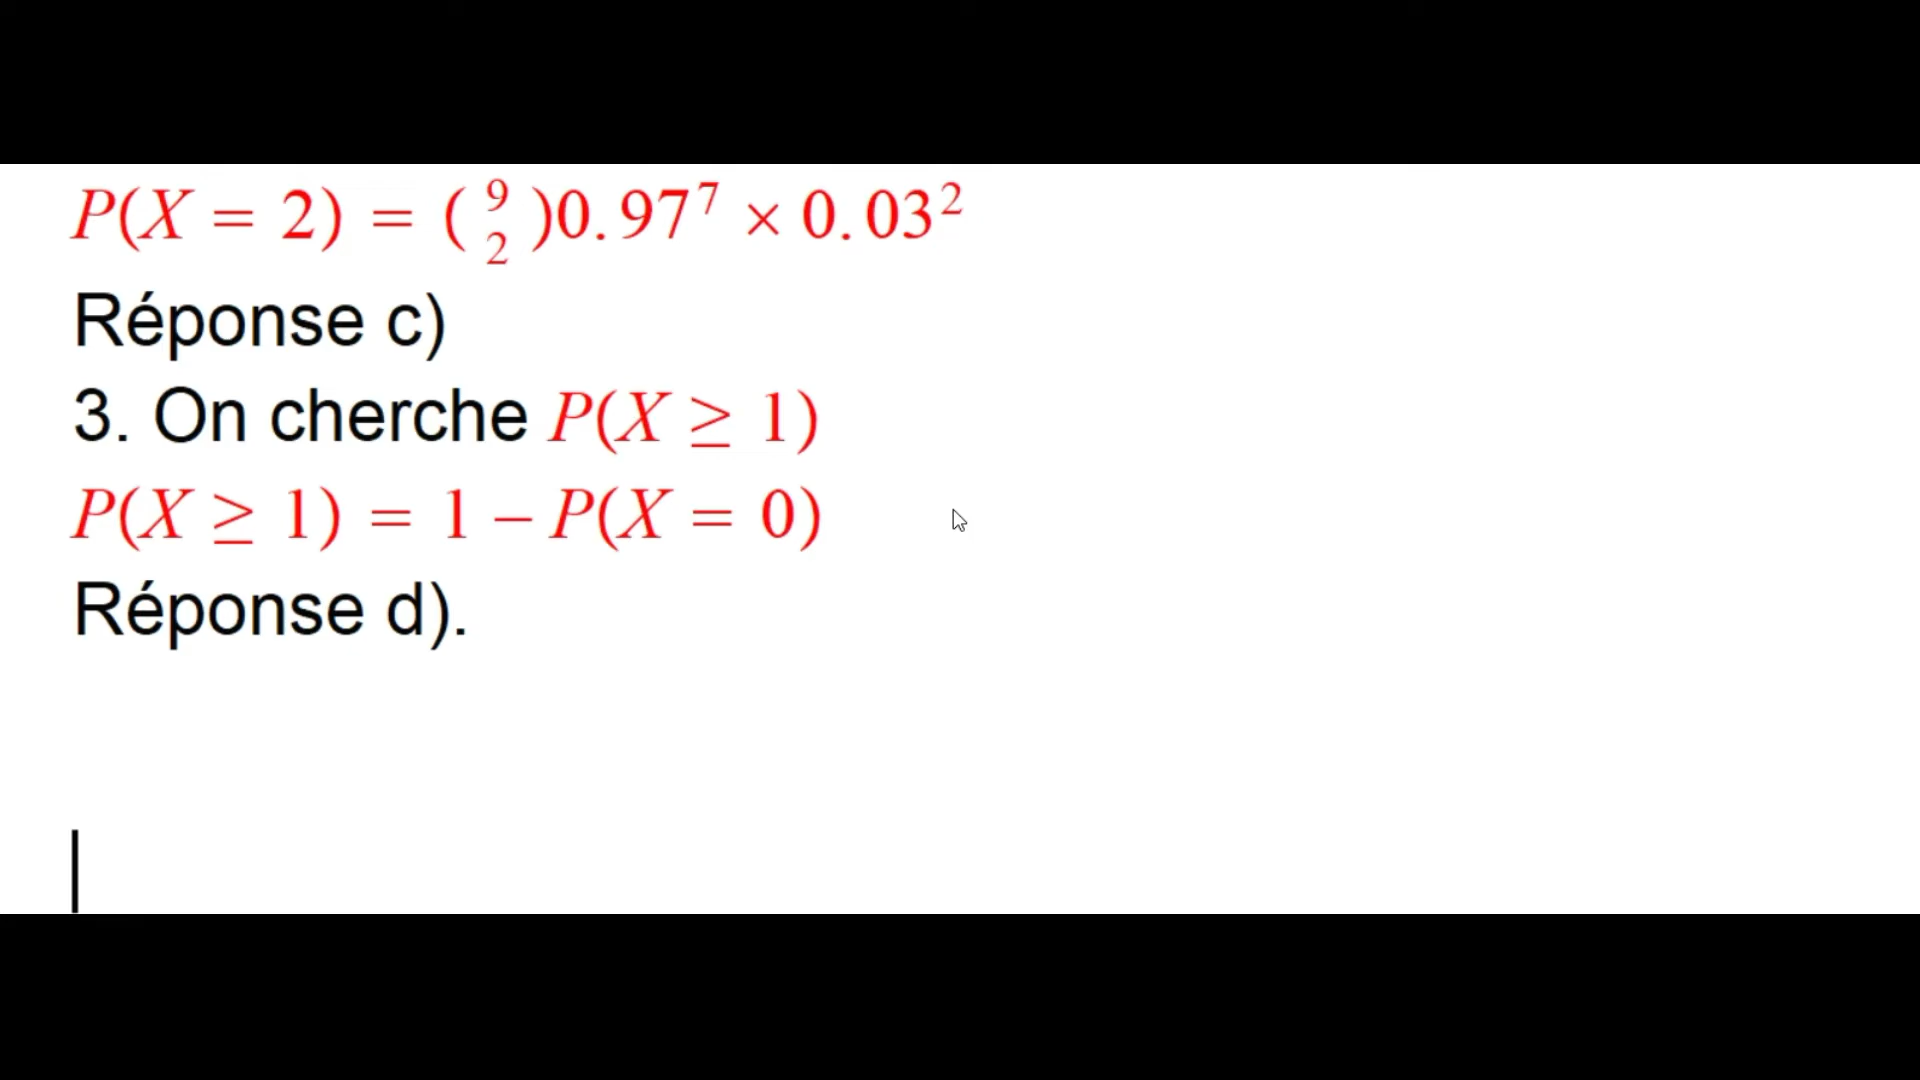 P(X = 2) = ( 9 2 )0.97⁷ × 0.03²
Réponse c)
3. On cherche P(X ≥ 1)
P(X ≥ 1) = 1 – P(X = 0)
Réponse d).